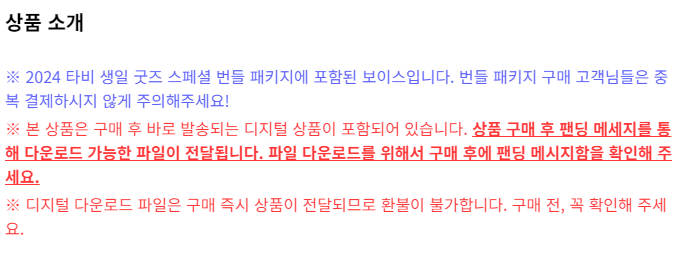 상품 소개
※ 2024 타비 생일 굿즈 스페셜 번들 패키지에 포함된 보이스입니다. 번들 패키지 구매 고객님들은 중
복 결제하시지 않게 주의해주세요!
※ 본 상품은 구매 후 바로 발송되는 디지털 상품이 포함되어 있습니다. 상품 구매 후 팬딩 메세지를 통
해 다운로드 가능한 파일이 전달됩니다. 파일 다운로드를 위해서 구매 후에 팬딩 메시지함을 확인해 주
세요.
※ 디지털 다운로드 파일은 구매 즉시 상품이 전달되므로 환불이 불가합니다. 구매 전, 꼭 확인해 주세
요.